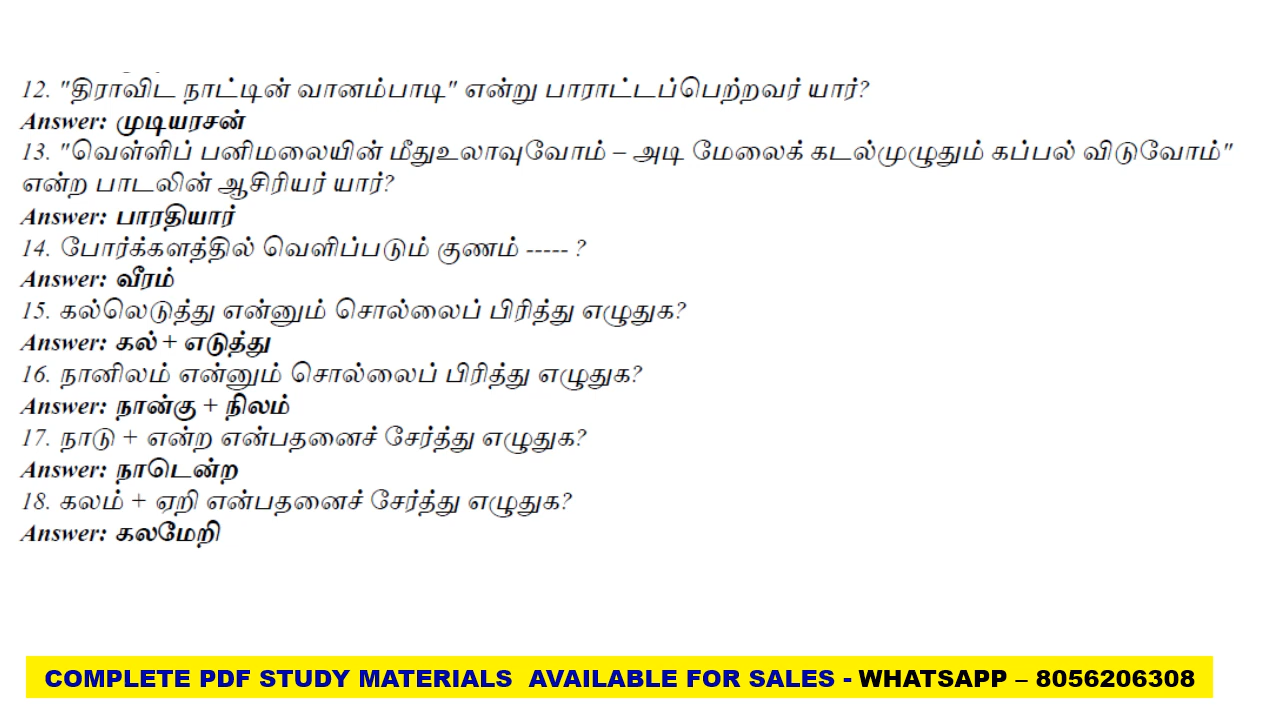 12. "திராவிட நாட்டின் வானம்பாடி" என்று பாராட்டப்பெற்றவர் யார்?
Answer: முடியரசன்
13. "வெள்ளிப் பனிமலையின் மீதுஉலாவுவோம் – அடி மேலைக் கடல்முழுதும் கப்பல் விடுவோம்"
என்ற பாடலின் ஆசிரியர் யார்?
Answer: பாரதியார்
14. போர்க்களத்தில் வெளிப்படும் குணம் ----- ?
Answer: வீரம்
15. கல்லெடுத்து என்னும் சொல்லைப் பிரித்து எழுதுக?
Answer: கல் + எடுத்து
16. நானிலம் என்னும் சொல்லைப் பிரித்து எழுதுக?
Answer: நான்கு + நிலம்
17. நாடு + என்ற என்பதனைச் சேர்த்து எழுதுக?
Answer: நாடென்ற
18. கலம் + ஏறி என்பதனைச் சேர்த்து எழுதுக?
Answer: கலமேறி
COMPLETE PDF STUDY MATERIALS AVAILABLE FOR SALES - WHATSAPP – 8056206308